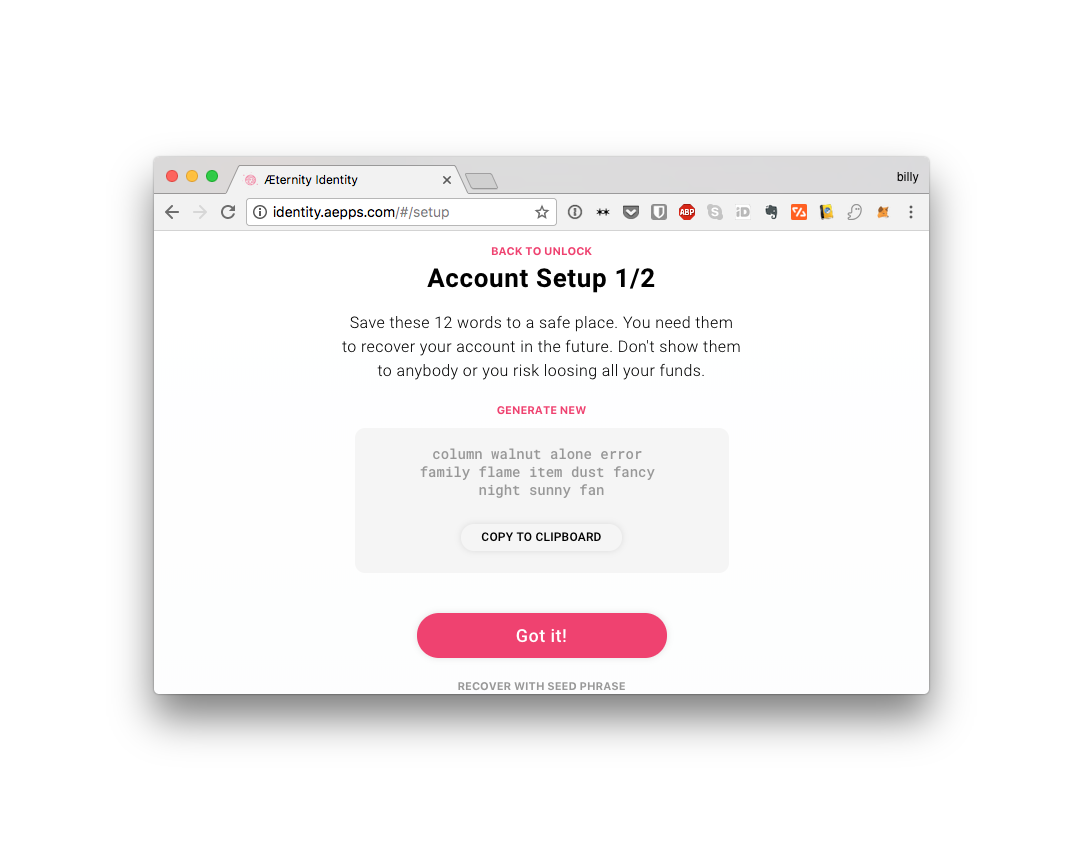 Æternity Identity
billy
identity.aepps.com/#/setup
ABP
S
iD
BACK TO UNLOCK
Account Setup 1/2
Save these 12 words to a safe place. You need them
to recover your account in the future. Don't show them
to anybody or you risk loosing all your funds.
GENERATE NEW
column walnut alone error
family flame item dust fancy
night sunny fan
COPY TO CLIPBOARD
Got it!
RECOVER WITH SEED PHRASE